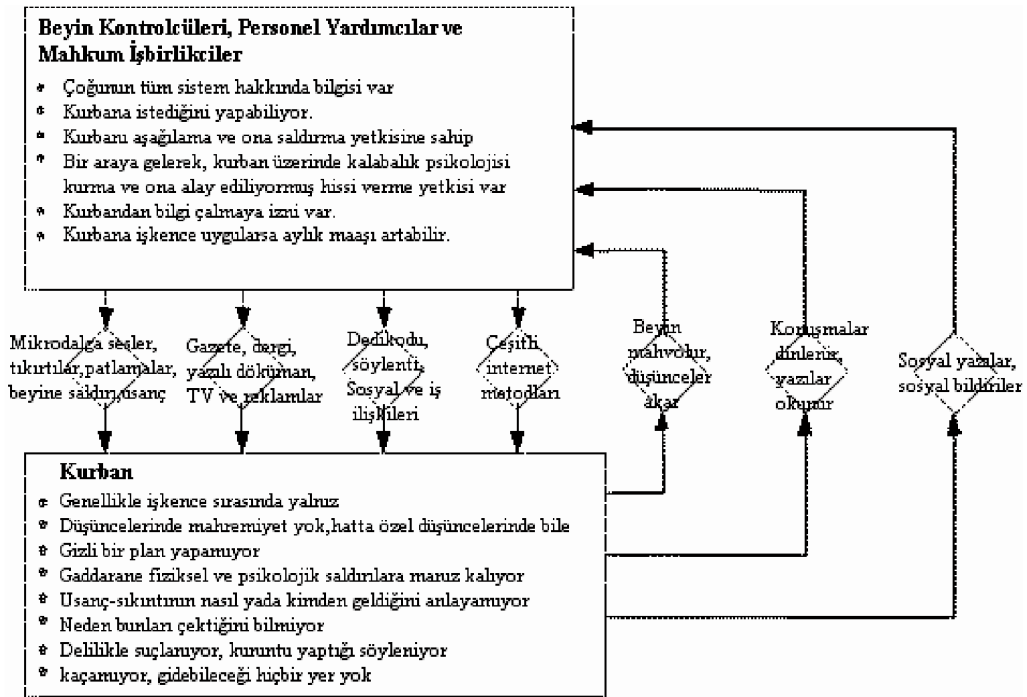 Beyin Kontrolcüleri, Personel Yardımcılar ve
Mahkum İşbirlikciler
Çoğunun tüm sistem hakkında bilgisi var
Kurbana istediğini yapabiliyor.
Kurbanı aşağılama ve ona saldırma yetkisine sahip
Bir araya gelerek, kurban üzerinde kalabalık psikolojisi
kurma ve ona alay ediliyormuş hissi verme yetkisi var
Kurbandan bilgi çalmaya izni var.
Kurbana işkence uygularsa aylık maaşı artabilir.
Mikrodalga sesler,
tıkırtılar,patlamalar,
beyine saldırı,usanç
Gazete, dergi,
yazılı döküman,
TV ve reklamlar
Dedikodu,
söylenti,
Sosyal ve iş
ilişkileri
Çeşitli
internet
metodları
Beyin
mahvolur,
düşünceler
akar
Konuşmalar
dinlenir,
yazılar
okunur
Sosyal yazılar,
sosyal bildiriler
Kurban
Genellikle işkence sırasında yalnız
Düşüncelerinde mahremiyet yok,hatta özel düşüncelerinde bile
Gizli bir plan yapamıyor
Gaddarane fiziksel ve psikolojik saldırılara maruz kalıyor
Usanç-sıkıntının nasıl yada kimden geldiğini anlayamıyor
Neden bunları çektiğini bilmiyor
Delilikle suçlanıyor, kuruntu yaptığı söyleniyor
kaçamıyor, gidebileceği hiçbir yer yok